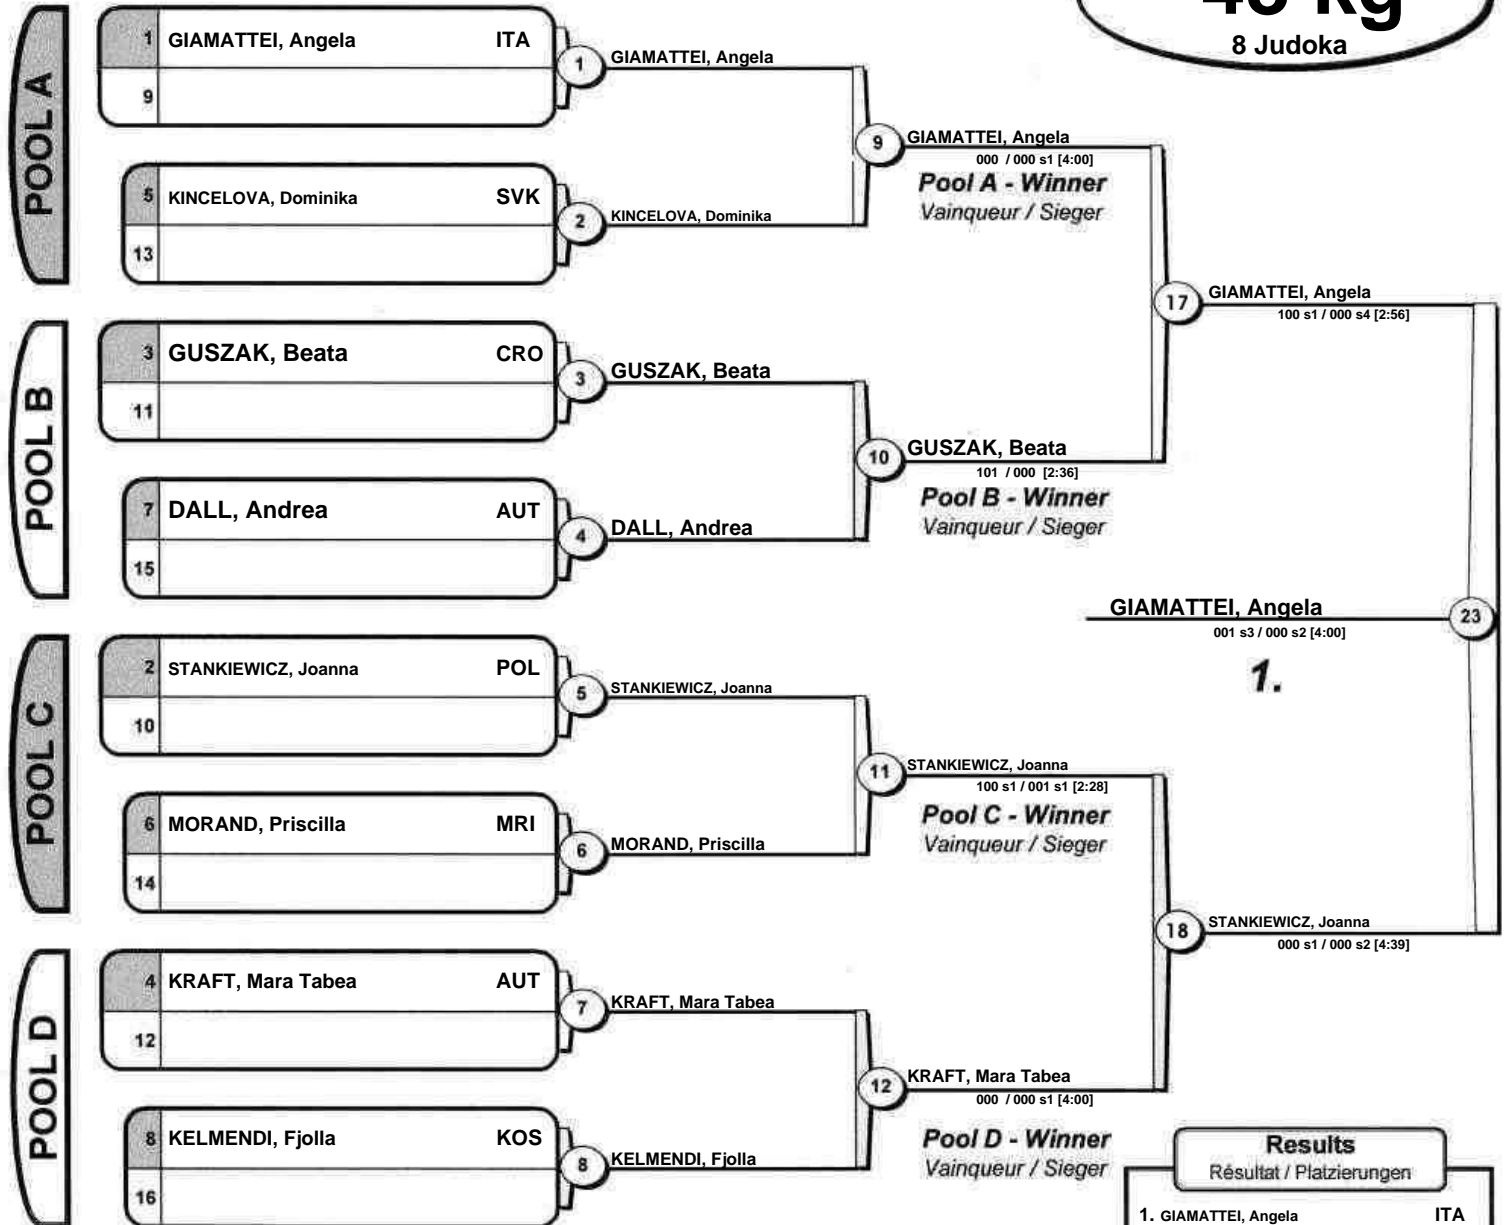 48 kg
8 Judoka
POOL A
1 GIAMATTEI, Angela ITA
9
5 KINCELOVA, Dominika SVK
13
1 GIAMATTEI, Angela
2 KINCELOVA, Dominika
9 GIAMATTEI, Angela
000 / 000 s1 [4:00]
Pool A - Winner
Vainqueur / Sieger
POOL B
3 GUSZAK, Beata CRO
11
7 DALL, Andrea AUT
15
3 GUSZAK, Beata
4 DALL, Andrea
10 GUSZAK, Beata
101 / 000 [2:36]
Pool B - Winner
Vainqueur / Sieger
17 GIAMATTEI, Angela
100 s1 / 000 s4 [2:56]
GIAMATTEI, Angela 23
001 s3 / 000 s2 [4:00]
1.
POOL C
2 STANKIEWICZ, Joanna POL
10
6 MORAND, Priscilla MRI
14
5 STANKIEWICZ, Joanna
6 MORAND, Priscilla
11 STANKIEWICZ, Joanna
100 s1 / 001 s1 [2:28]
Pool C - Winner
Vainqueur / Sieger
18 STANKIEWICZ, Joanna
000 s1 / 000 s2 [4:39]
POOL D
4 KRAFT, Mara Tabea AUT
12
8 KELMENDI, Fjolla KOS
16
7 KRAFT, Mara Tabea
8 KELMENDI, Fjolla
12 KRAFT, Mara Tabea
000 / 000 s1 [4:00]
Pool D - Winner
Vainqueur / Sieger
Results
Résultat / Platzierungen
1. GIAMATTEI, Angela ITA